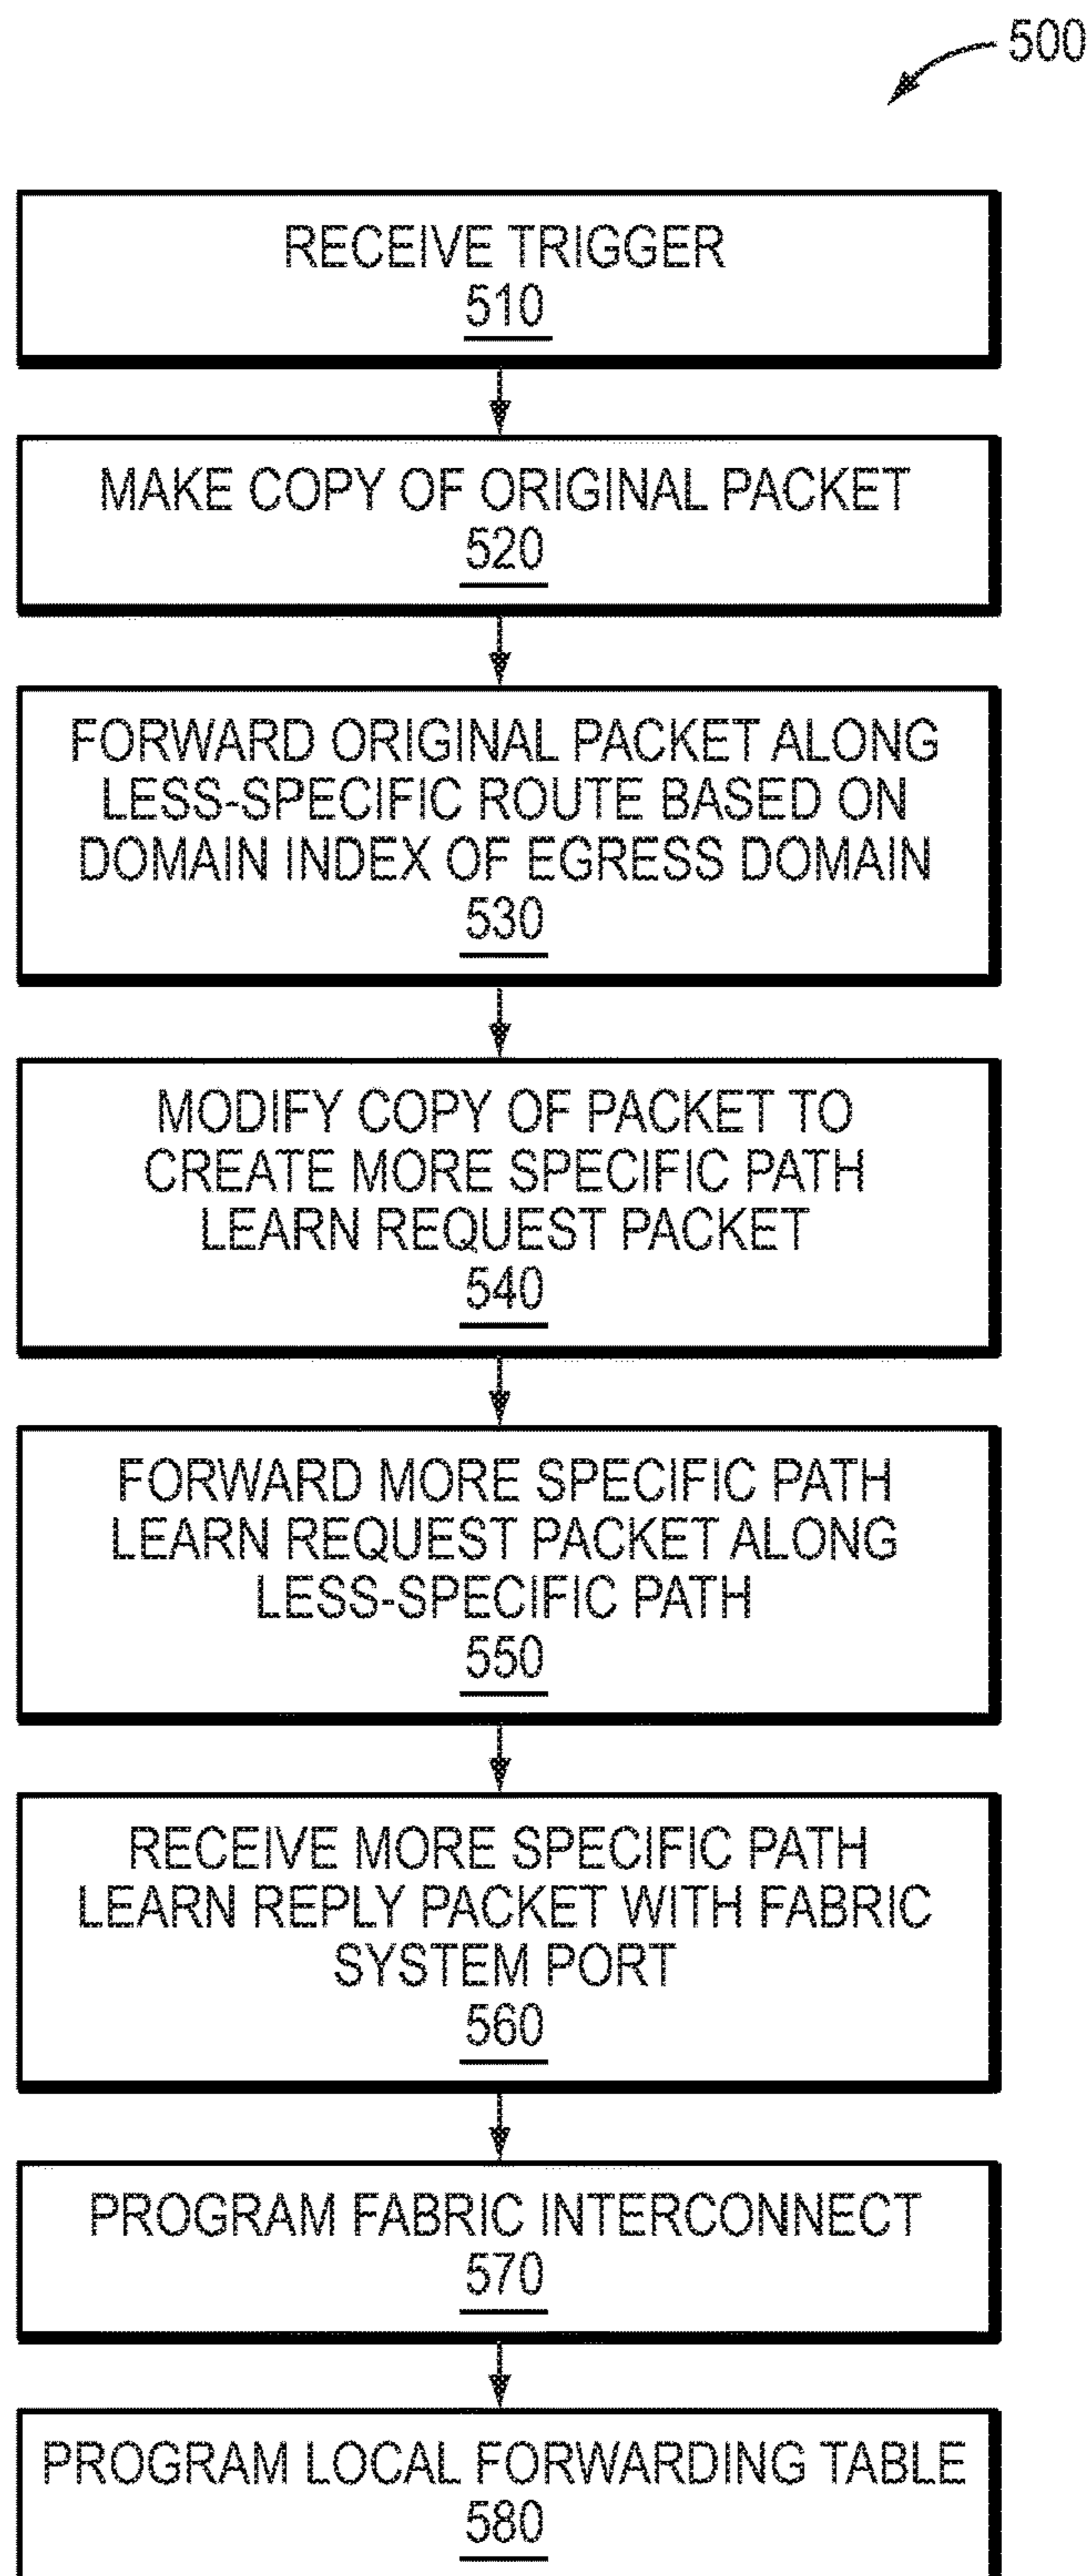 500
RECEIVE TRIGGER
510
MAKE COPY OF ORIGINAL PACKET
520
FORWARD ORIGINAL PACKET ALONG
LESS-SPECIFIC ROUTE BASED ON
DOMAIN INDEX OF EGRESS DOMAIN
530
MODIFY COPY OF PACKET TO
CREATE MORE SPECIFIC PATH
LEARN REQUEST PACKET
540
FORWARD MORE SPECIFIC PATH
LEARN REQUEST PACKET ALONG
LESS-SPECIFIC PATH
550
RECEIVE MORE SPECIFIC PATH
LEARN REPLY PACKET WITH FABRIC
SYSTEM PORT
560
PROGRAM FABRIC INTERCONNECT
570
PROGRAM LOCAL FORWARDING TABLE
580